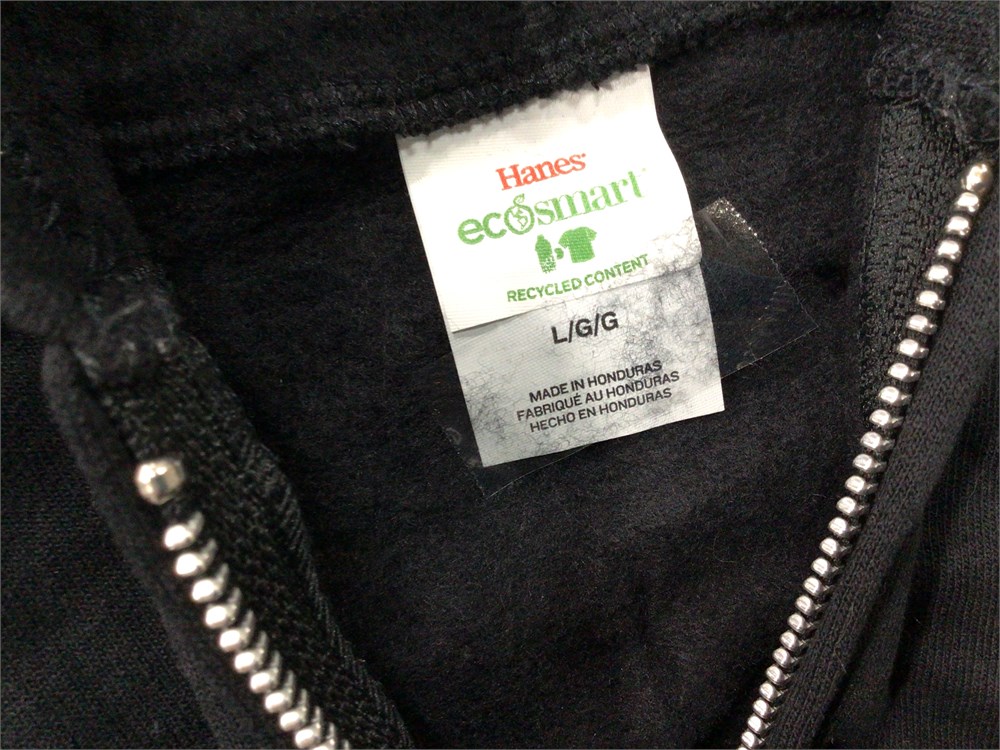 Hanes
ecosmart
RECYCLED CONTENT
L/G/G
MADE IN HONDURAS
FABRIQUÉ AU HONDURAS
HECHO EN HONDURAS